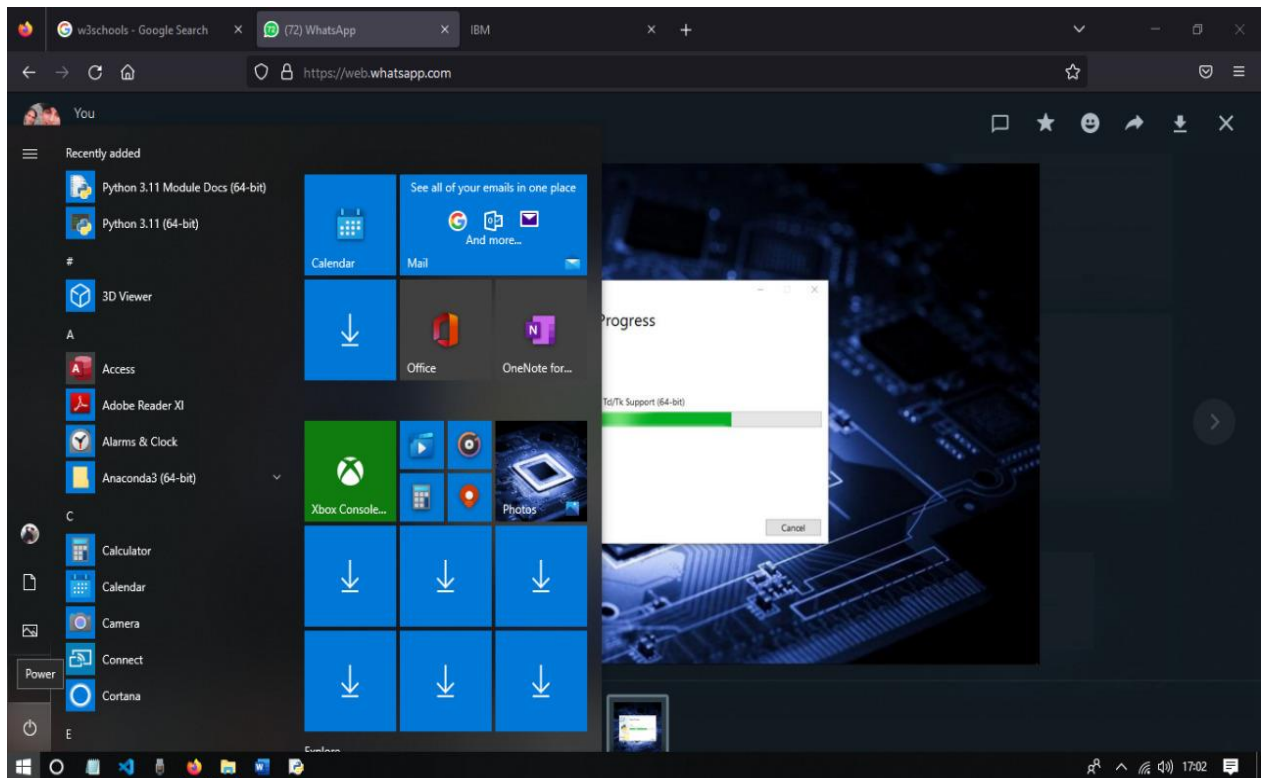 w3schools - Google Search
(72) WhatsApp
IBM
https://web.whatsapp.com
You
Recently added
Python 3.11 Module Docs (64-bit)
Python 3.11 (64-bit)
#
3D Viewer
A
Access
Adobe Reader XI
Alarms & Clock
Anaconda3 (64-bit)
C
Calculator
Calendar
Camera
Connect
Cortana
E
Power
Calendar
See all of your emails in one place
And more...
Mail
Office
OneNote for...
Xbox Console...
Photos
Explore
Progress
Tcl/Tk Support (64-bit)
Cancel
17:02